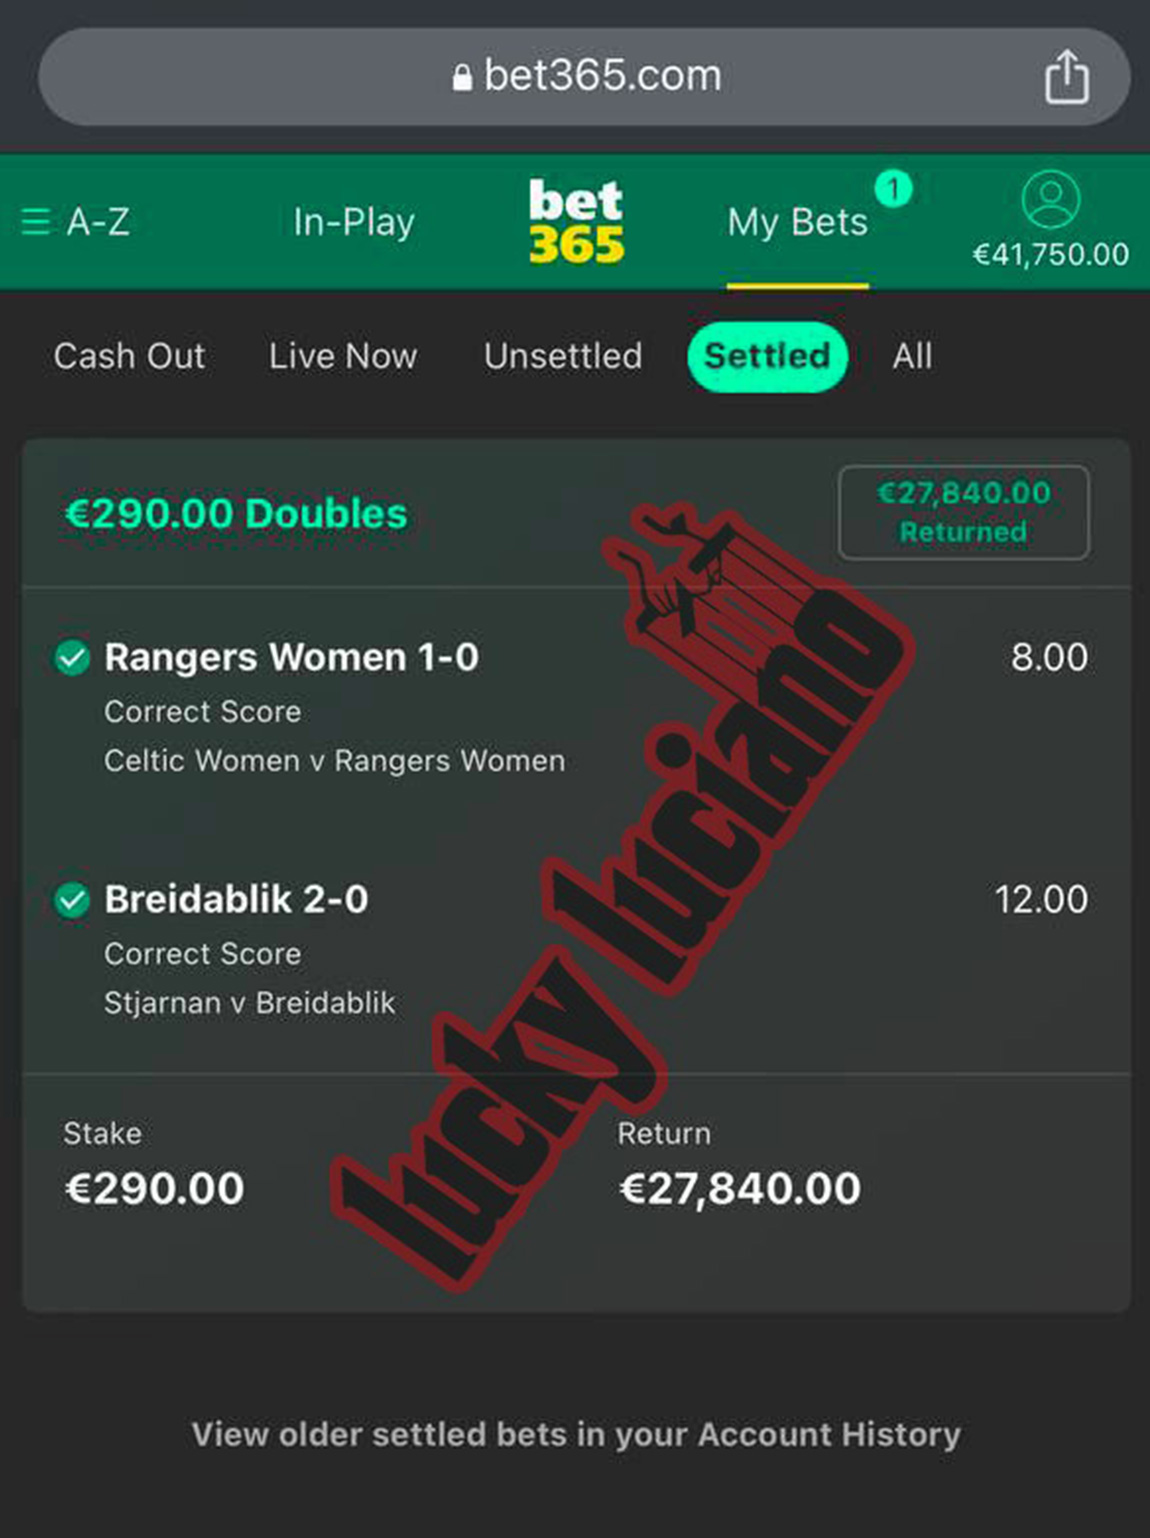 bet365.com
A-Z
In-Play
bet
365
My Bets
1
€41,750.00
Cash Out
Live Now
Unsettled
Settled
All
€290.00 Doubles
€27,840.00
Returned
Rangers Women 1-0
8.00
Correct Score
Celtic Women v Rangers Women
Breidablik 2-0
12.00
Correct Score
Stjarnan v Breidablik
Stake
Return
€290.00
€27,840.00
lucky luciano
View older settled bets in your Account History